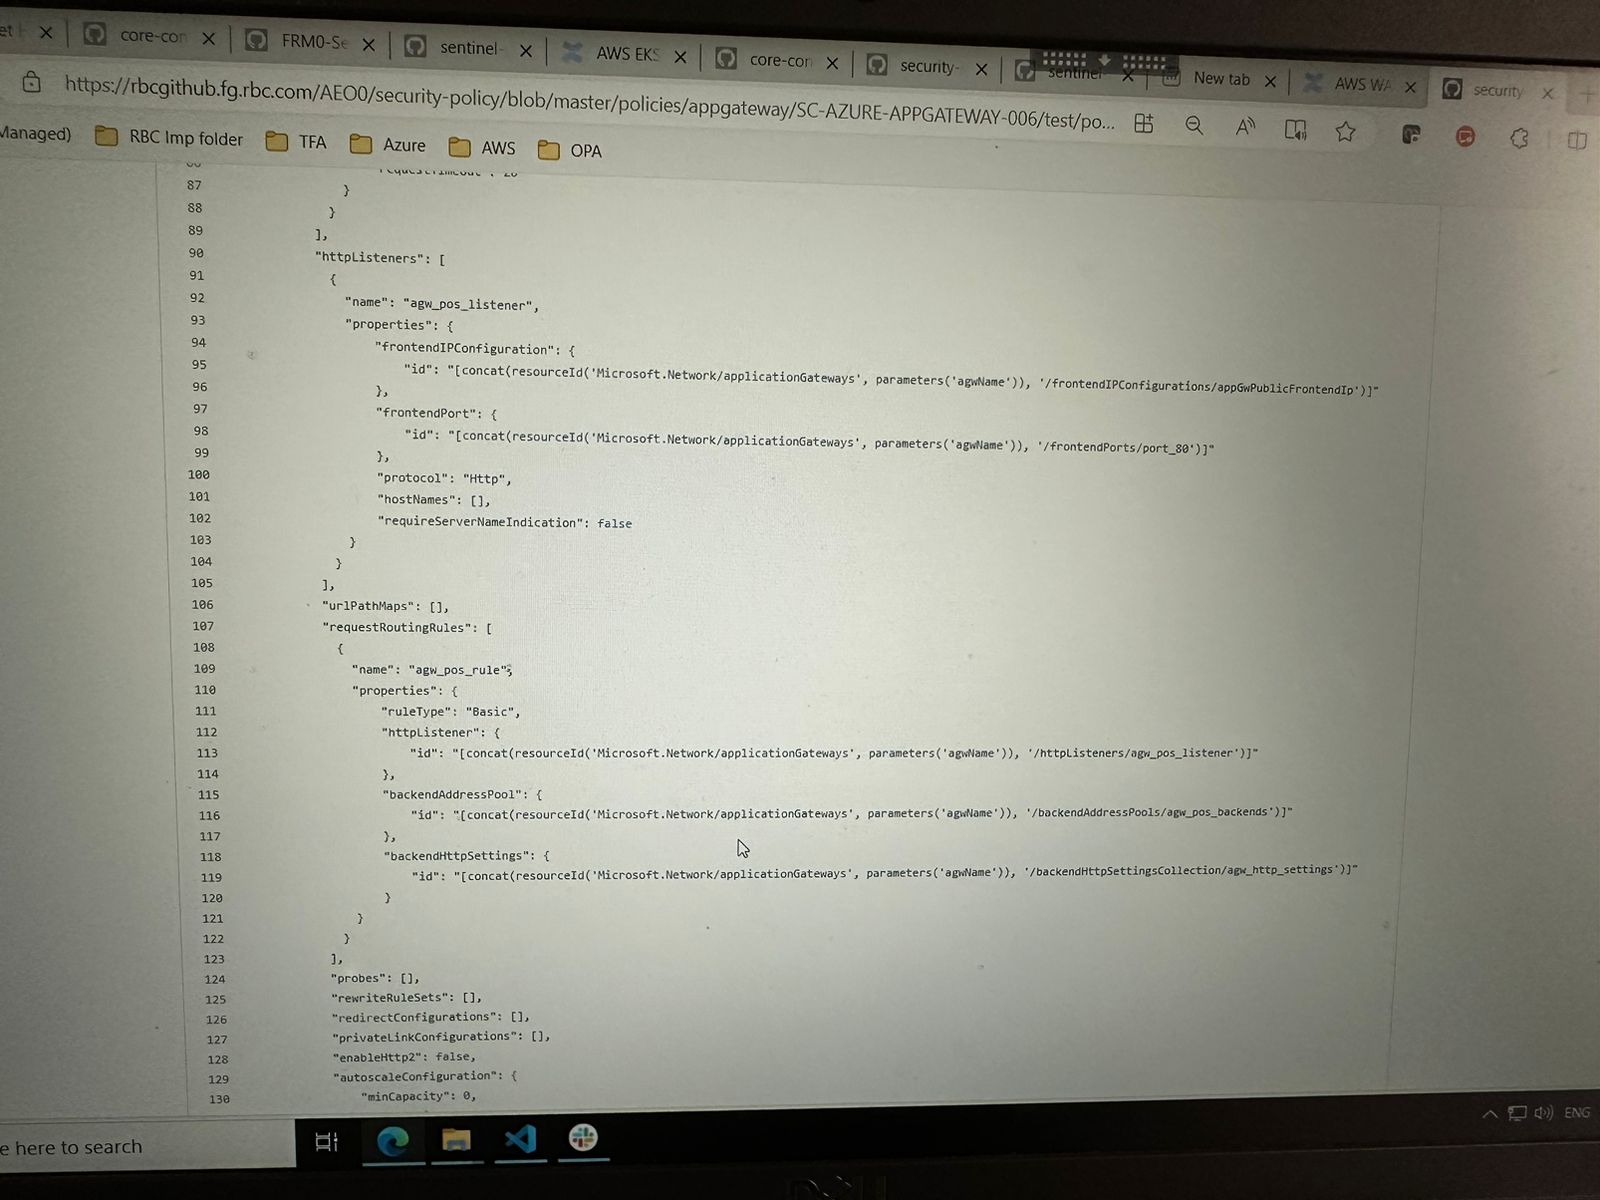 core-con
FRM0-Se
sentinel-
AWS EKS
core-con
security-
sentinel
New tab
AWS WA
security
https://rbcgithub.fg.rbc.com/AEO0/security-policy/blob/master/policies/appgateway/SC-AZURE-APPGATEWAY-006/test/po...
Managed)
RBC Imp folder
TFA
Azure
AWS
OPA
87 }
88 }
89 ],
90 "httpListeners": [
91 {
92 "name": "agw_pos_listener",
93 "properties": {
94 "frontendIPConfiguration": {
95 "id": "[concat(resourceId('Microsoft.Network/applicationGateways', parameters('agwName')), '/frontendIPConfigurations/appGwPublicFrontendIp')]"
96 },
97 "frontendPort": {
98 "id": "[concat(resourceId('Microsoft.Network/applicationGateways', parameters('agwName')), '/frontendPorts/port_80')]"
99 },
100 "protocol": "Http",
101 "hostNames": [],
102 "requireServerNameIndication": false
103 }
104 }
105 ],
106 "urlPathMaps": [],
107 "requestRoutingRules": [
108 {
109 "name": "agw_pos_rule",
110 "properties": {
111 "ruleType": "Basic",
112 "httpListener": {
113 "id": "[concat(resourceId('Microsoft.Network/applicationGateways', parameters('agwName')), '/httpListeners/agw_pos_listener')]"
114 },
115 "backendAddressPool": {
116 "id": "[concat(resourceId('Microsoft.Network/applicationGateways', parameters('agwName')), '/backendAddressPools/agw_pos_backends')]"
117 },
118 "backendHttpSettings": {
119 "id": "[concat(resourceId('Microsoft.Network/applicationGateways', parameters('agwName')), '/backendHttpSettingsCollection/agw_http_settings')]"
120 }
121 }
122 }
123 ],
124 "probes": [],
125 "rewriteRuleSets": [],
126 "redirectConfigurations": [],
127 "privateLinkConfigurations": [],
128 "enableHttp2": false,
129 "autoscaleConfiguration": {
130 "minCapacity": 0,
e here to search
ENG